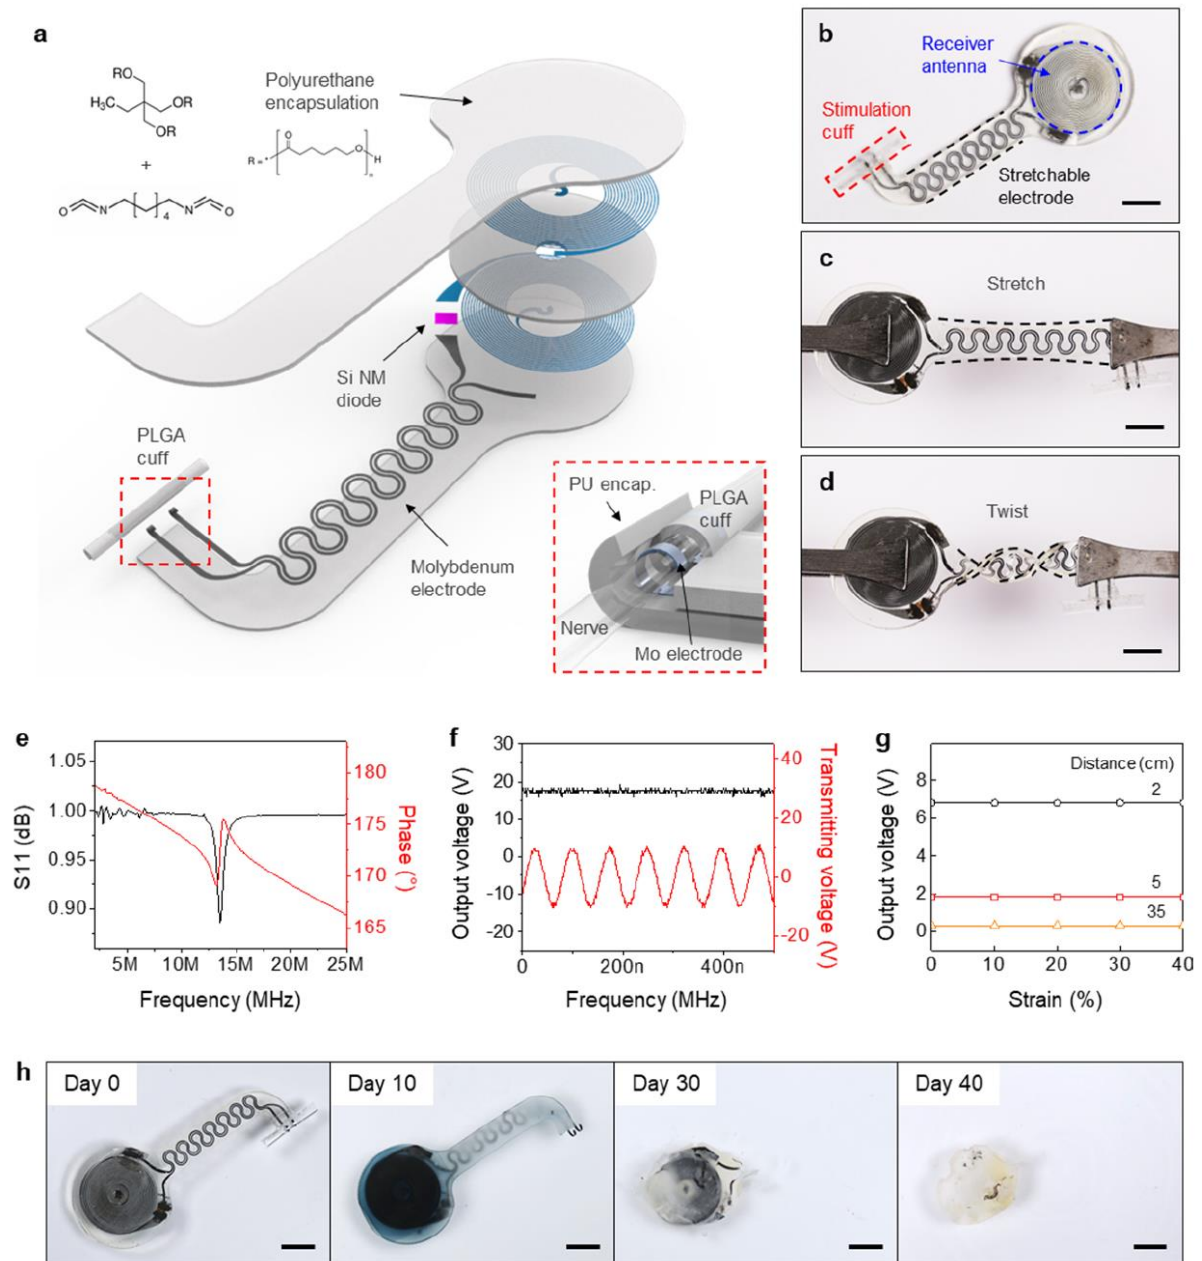 a
RO
OR
H₃C
OR
+
O
N
4
N
O
Polyurethane
encapsulation
R =
O
O
H
Si NM
diode
PLGA
cuff
Molybdenum
electrode
PU encap.
PLGA
cuff
Nerve
Mo electrode
b
Receiver
antenna
Stimulation
cuff
Stretchable
electrode
c
Stretch
d
Twist
e
1.05
1.00
0.95
0.90
S11 (dB)
180
175
170
165
Phase (°)
5M 10M 15M 20M 25M
Frequency (MHz)
f
30
20
10
0
-10
-20
Output voltage (V)
40
20
0
-20
Transmitting voltage (V)
0 200n 400n
Frequency (MHz)
g
8
6
4
2
0
Output voltage (V)
Distance (cm)
2
5
35
0 10 20 30 40
Strain (%)
h
Day 0
Day 10
Day 30
Day 40